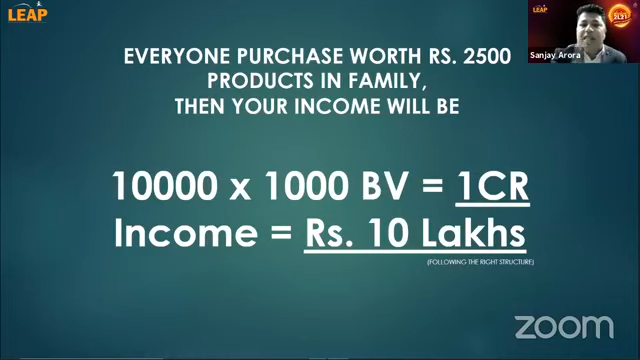 LEAP
EVERYONE PURCHASE WORTH RS. 2500
PRODUCTS IN FAMILY,
THEN YOUR INCOME WILL BE
10000 x 1000 BV = 1CR
Income = Rs. 10 Lakhs
(FOLLOWING THE RIGHT STRUCTURE)
LEAP
Sanjay Arora
zoom